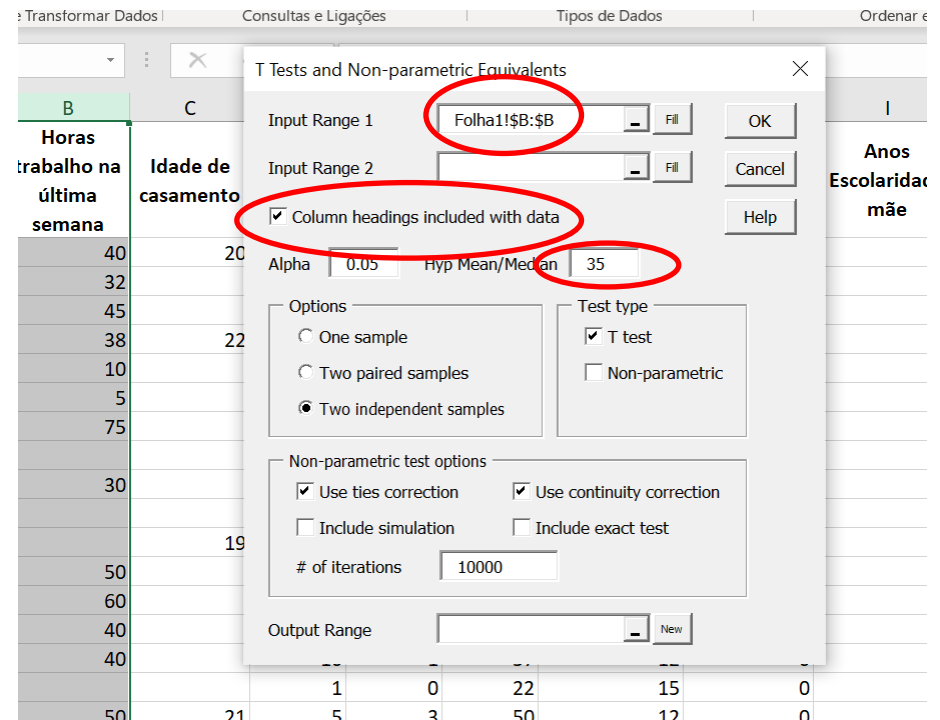 e Transformar Dados Consultas e Ligações Tipos de Dados Ordenar e
T Tests and Non-parametric Equivalents
B C I
Horas
trabalho na
última
semana
Idade de
casamento
Anos
Escolaridad
mãe
Input Range 1 Folha1!$B:$B Fill OK
Input Range 2 Fill Cancel
Column headings included with data Help
Alpha 0.05 Hyp Mean/Median 35
Options
One sample
Two paired samples
Two independent samples
Test type
T test
Non-parametric
Non-parametric test options
Use ties correction Use continuity correction
Include simulation Include exact test
# of iterations 10000
Output Range New
40 20
32
45
38 22
10
5
75
30
19
50
60
40
40
1 0 22 15 0
50 21 5 3 50 12 0